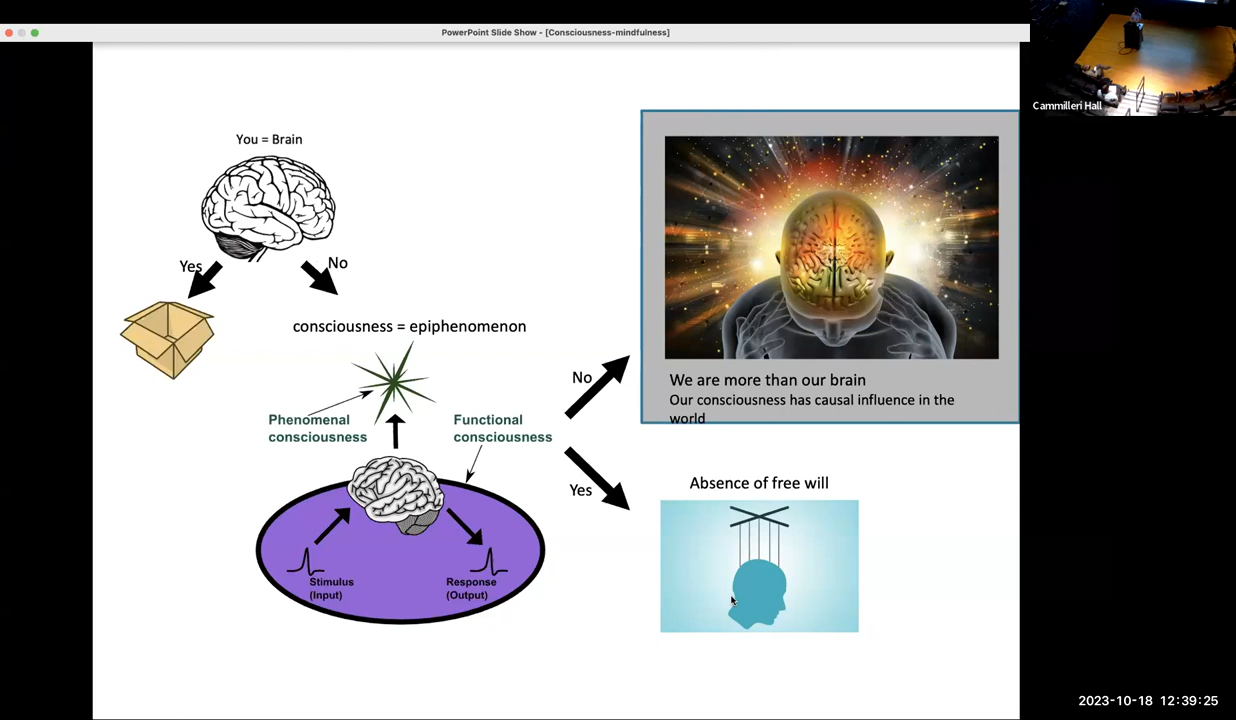 PowerPoint Slide Show - [Consciousness-mindfulness]
Cammilleri Hall
You = Brain
Yes
No
consciousness = epiphenomenon
Phenomenal
consciousness
Functional
consciousness
Stimulus
(Input)
Response
(Output)
No
Yes
We are more than our brain
Our consciousness has causal influence in the
world
Absence of free will
2023-10-18 12:39:25